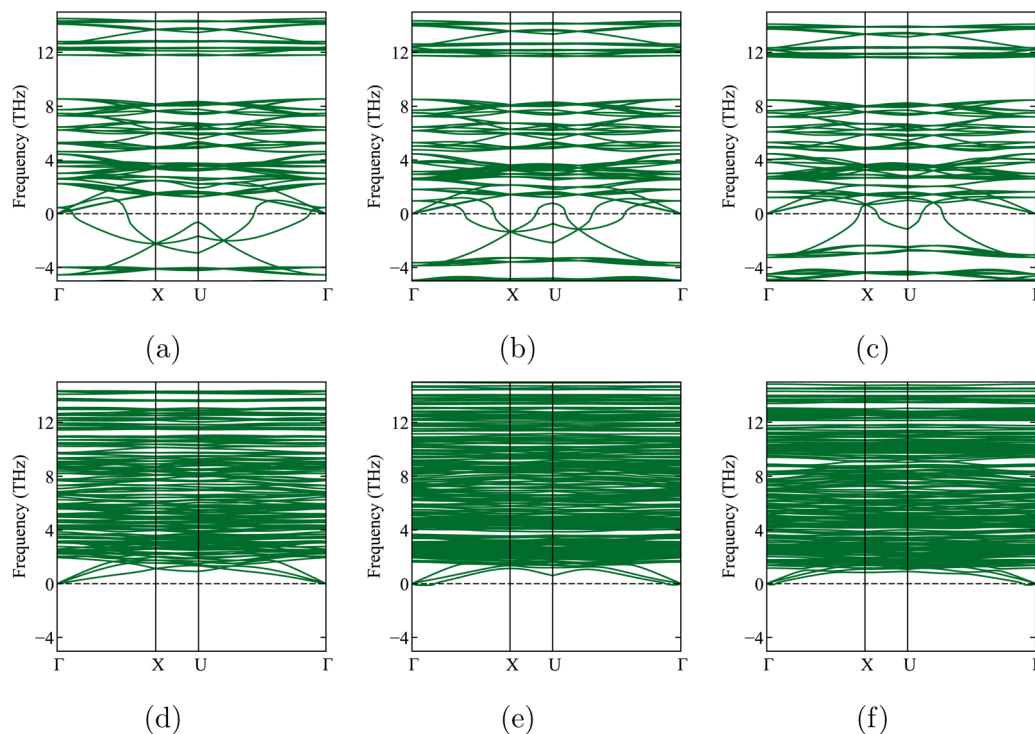 12
8
4
0
−4
Frequency (THz)
Γ X U Γ
(a)
12
8
4
0
−4
Frequency (THz)
Γ X U Γ
(b)
12
8
4
0
−4
Frequency (THz)
Γ X U
(c)
12
8
4
0
−4
Frequency (THz)
Γ X U Γ
(d)
12
8
4
0
−4
Frequency (THz)
Γ X U Γ
(e)
12
8
4
0
−4
Frequency (THz)
Γ X U
(f)